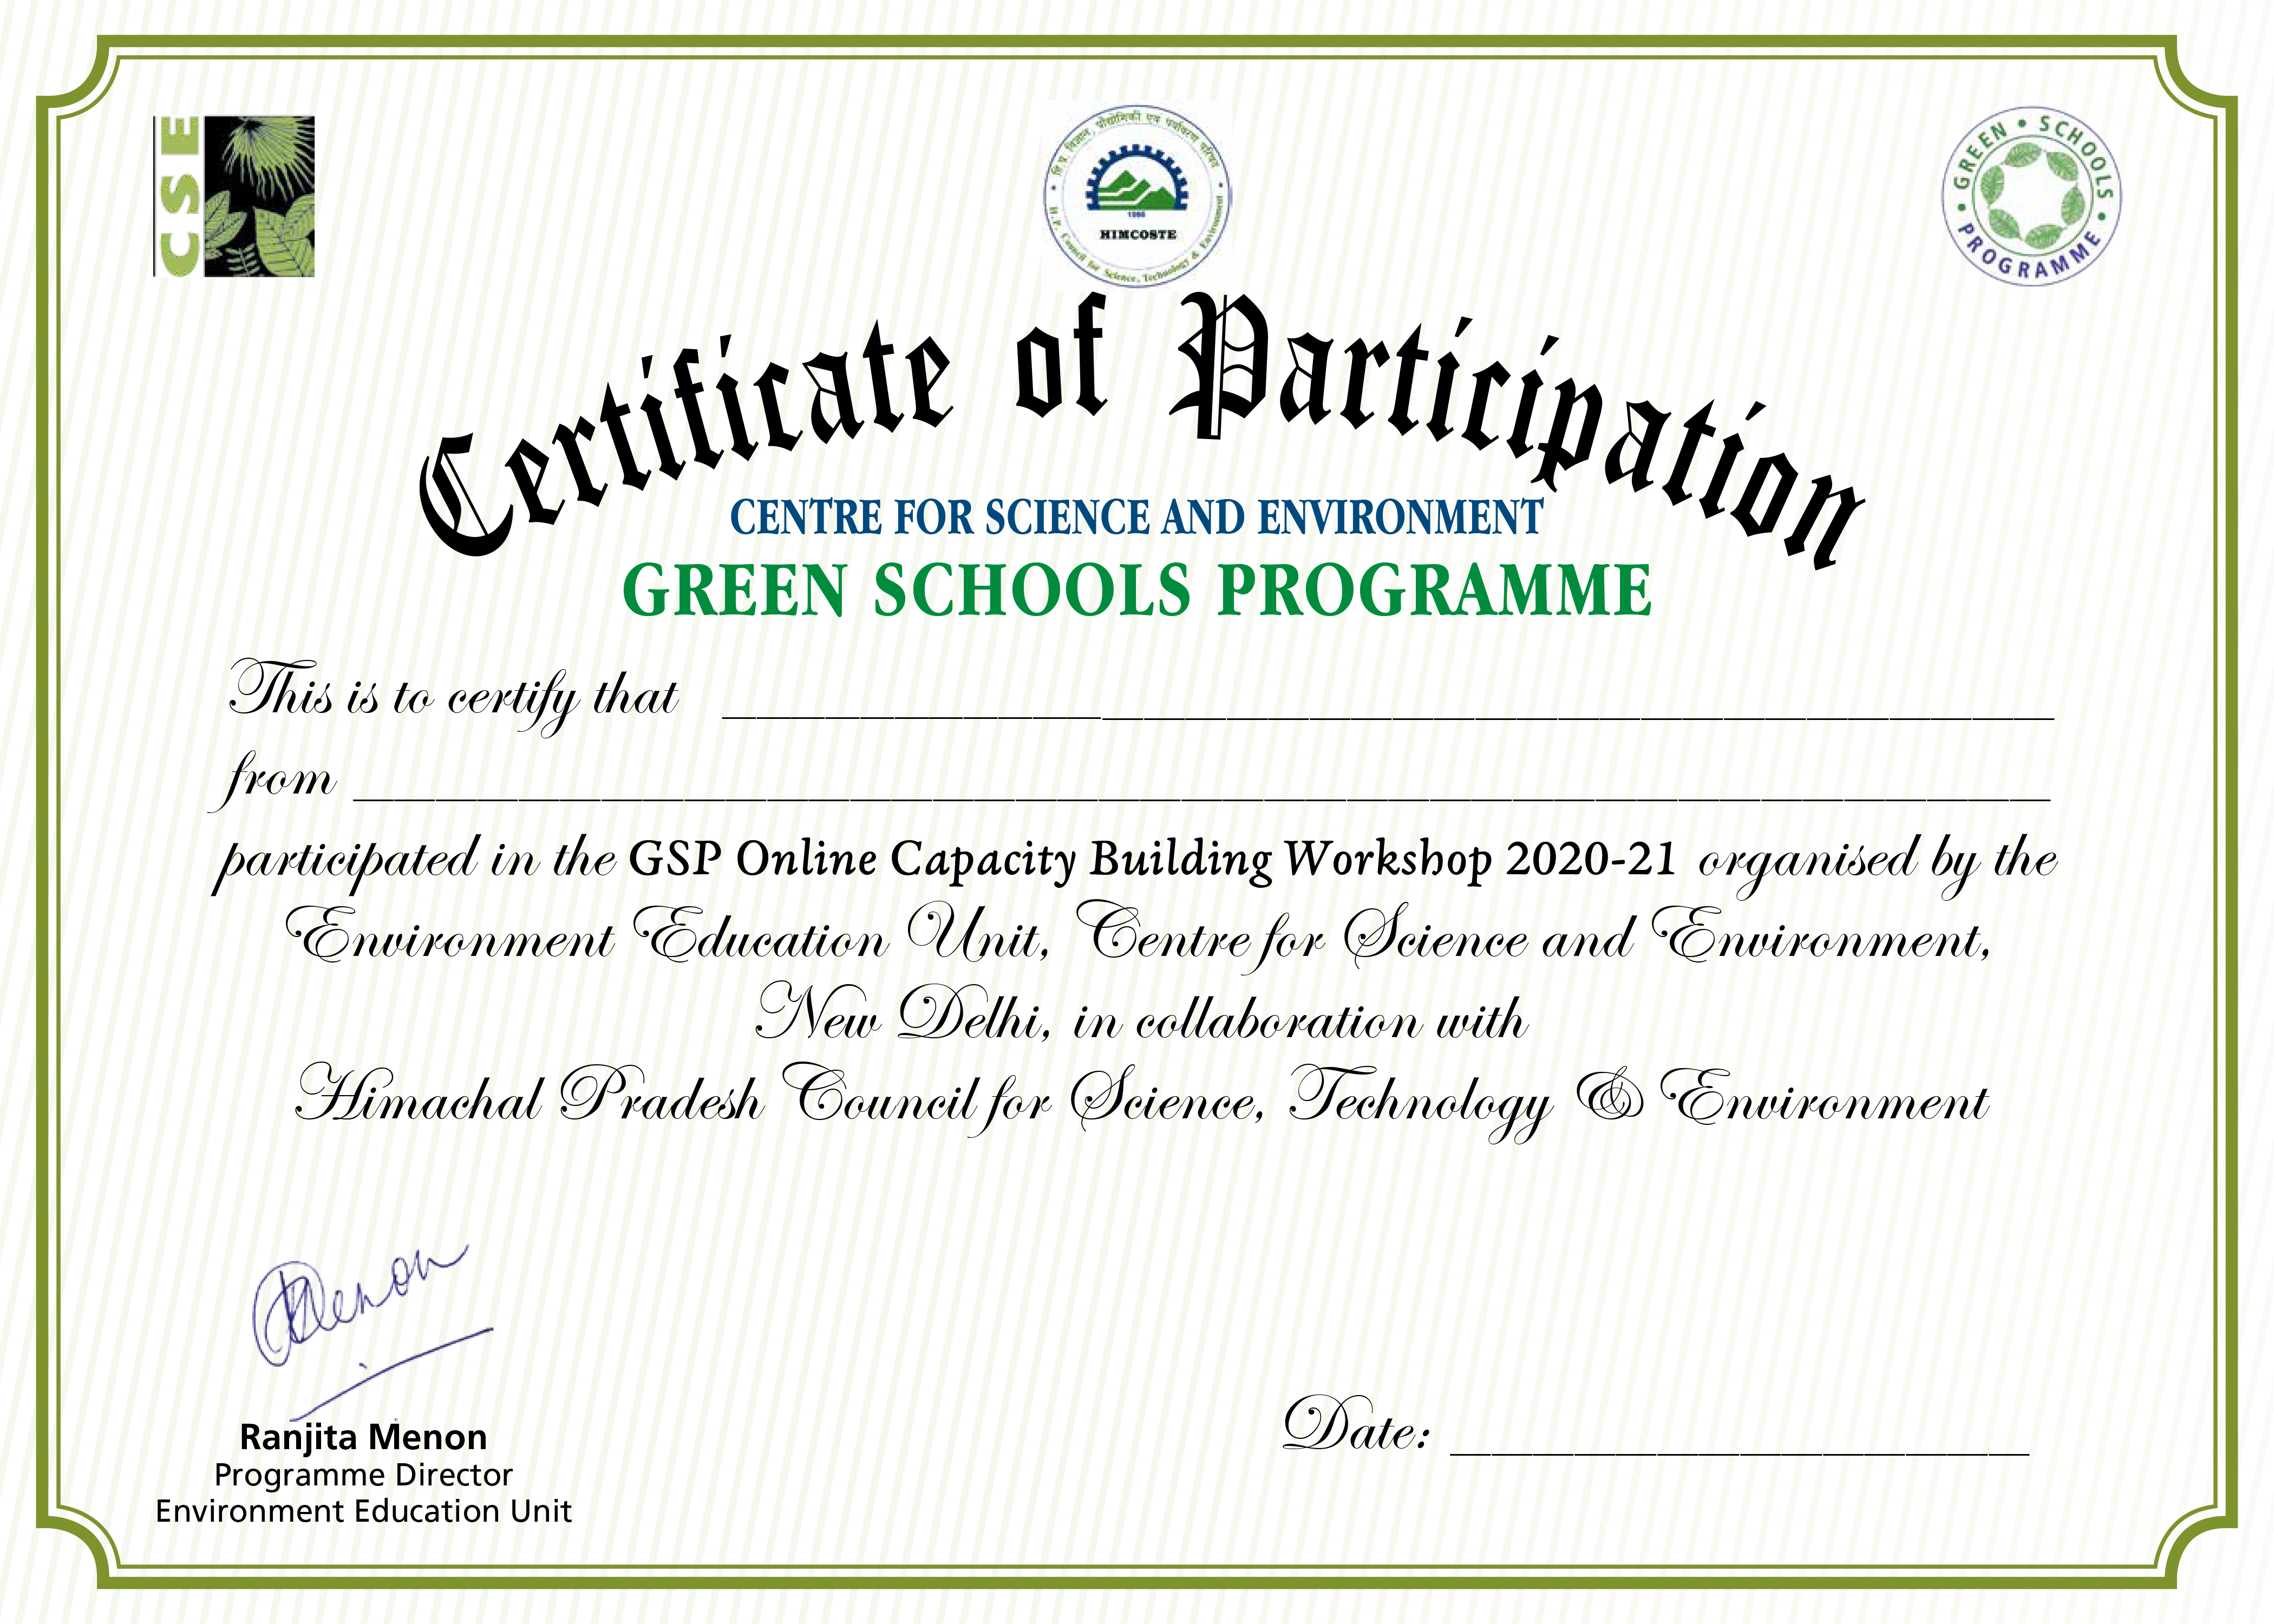 CSE
हि.प्र. विज्ञान, प्रौद्योगिकी एवं पर्यावरण परिषद
1986
HIMCOSTE
H.P. Council for Science, Technology & Environment
GREEN • SCHOOLS • PROGRAMME •
Certificate of Participation
CENTRE FOR SCIENCE AND ENVIRONMENT
GREEN SCHOOLS PROGRAMME
This is to certify that
from
participated in the GSP Online Capacity Building Workshop 2020-21 organised by the
Environment Education Unit, Centre for Science and Environment,
New Delhi, in collaboration with
Himachal Pradesh Council for Science, Technology & Environment
Menon
Ranjita Menon
Programme Director
Environment Education Unit
Date: